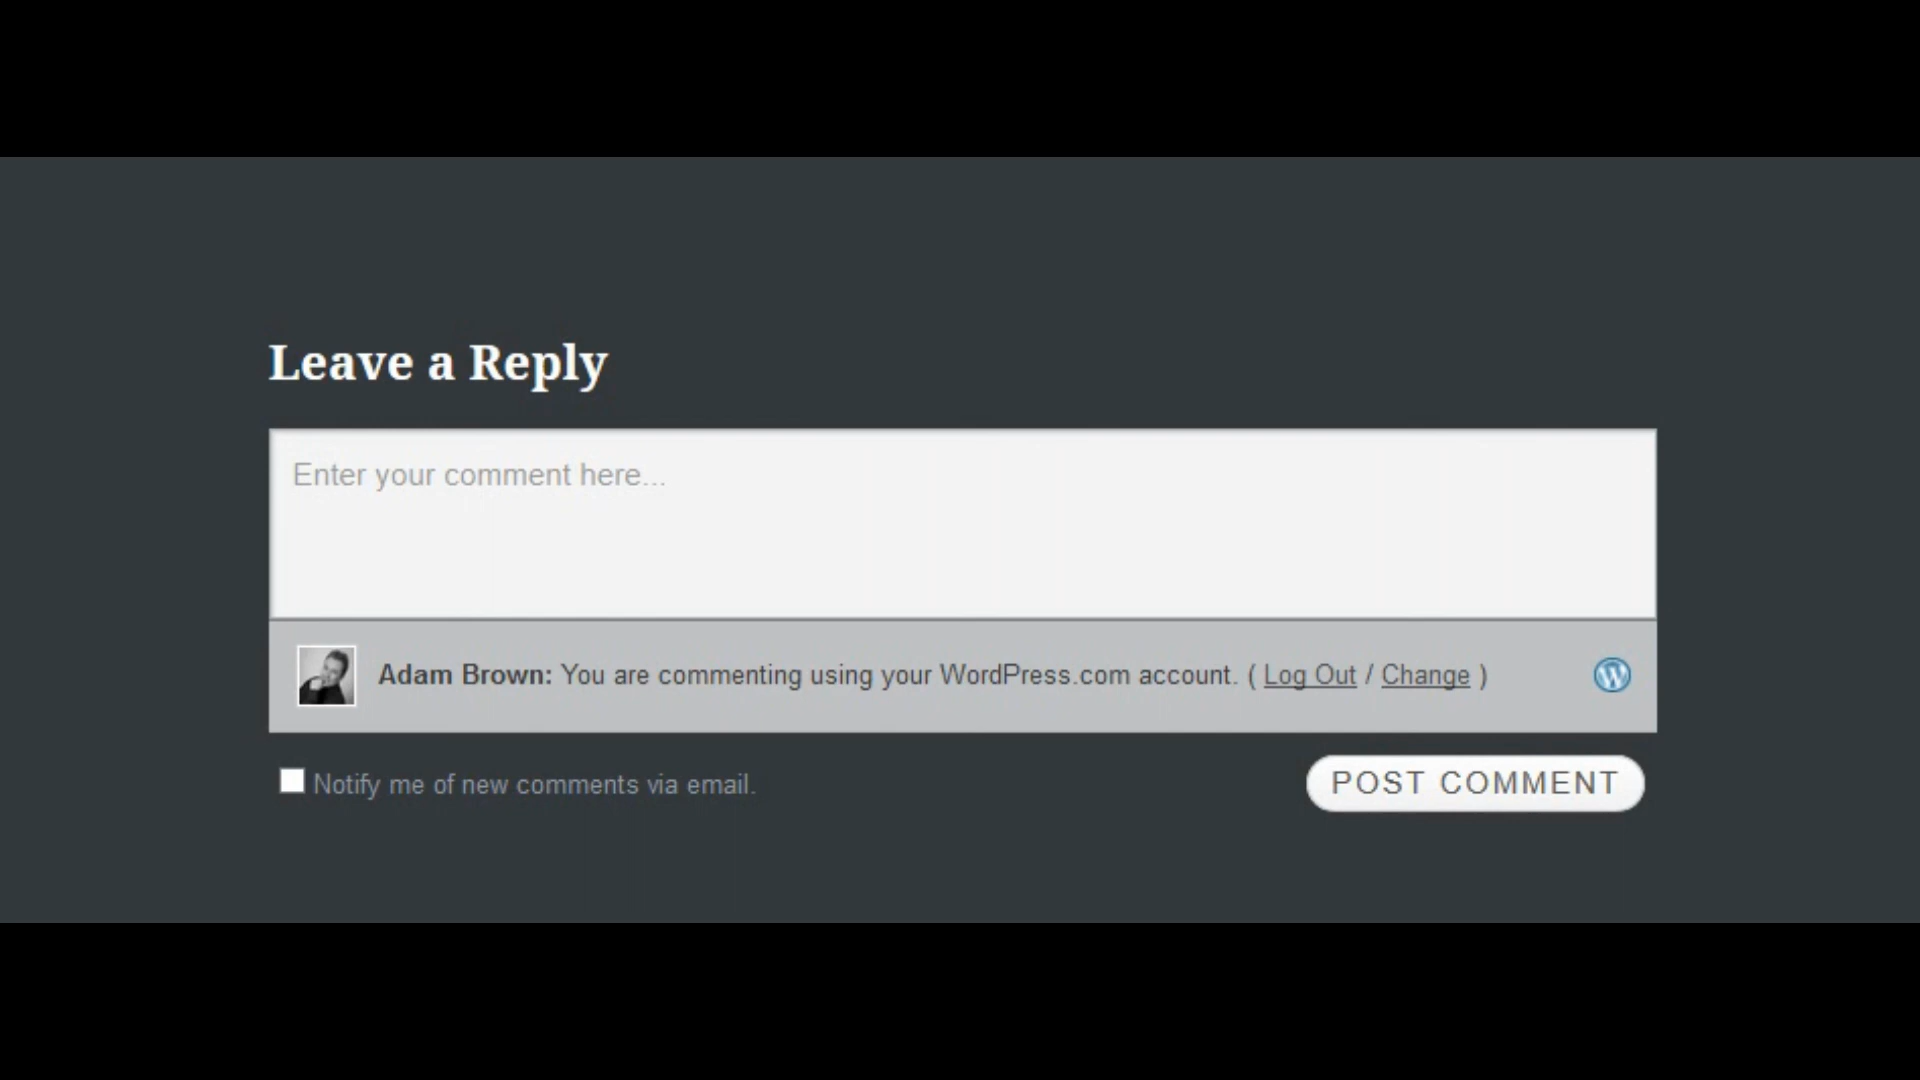 Leave a Reply
Enter your comment here...
Adam Brown: You are commenting using your WordPress.com account. ( Log Out / Change )
Notify me of new comments via email.
POST COMMENT